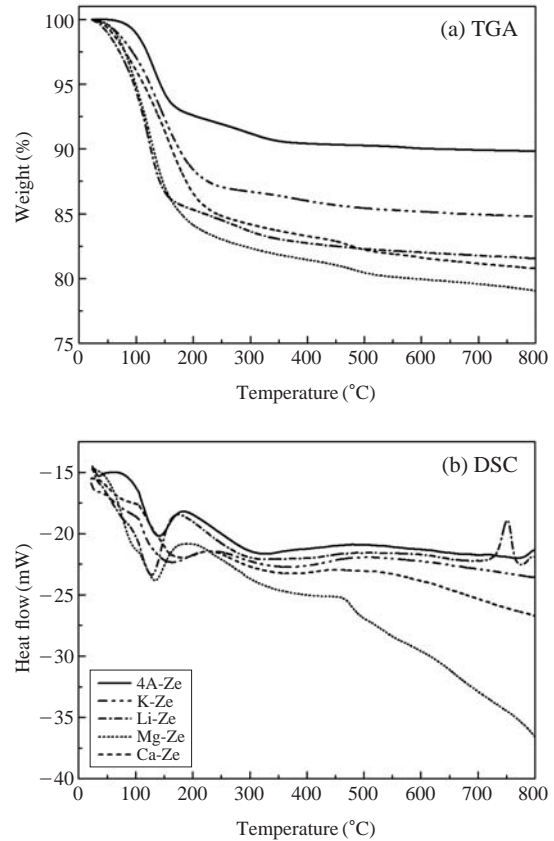 (a) TGA
100
95
90
85
80
75
Weight (%)
0 100 200 300 400 500 600 700 800
Temperature (°C)
(b) DSC
−15
−20
−25
−30
−35
−40
Heat flow (mW)
4A-Ze
K-Ze
Li-Ze
Mg-Ze
Ca-Ze
0 100 200 300 400 500 600 700 800
Temperature (°C)